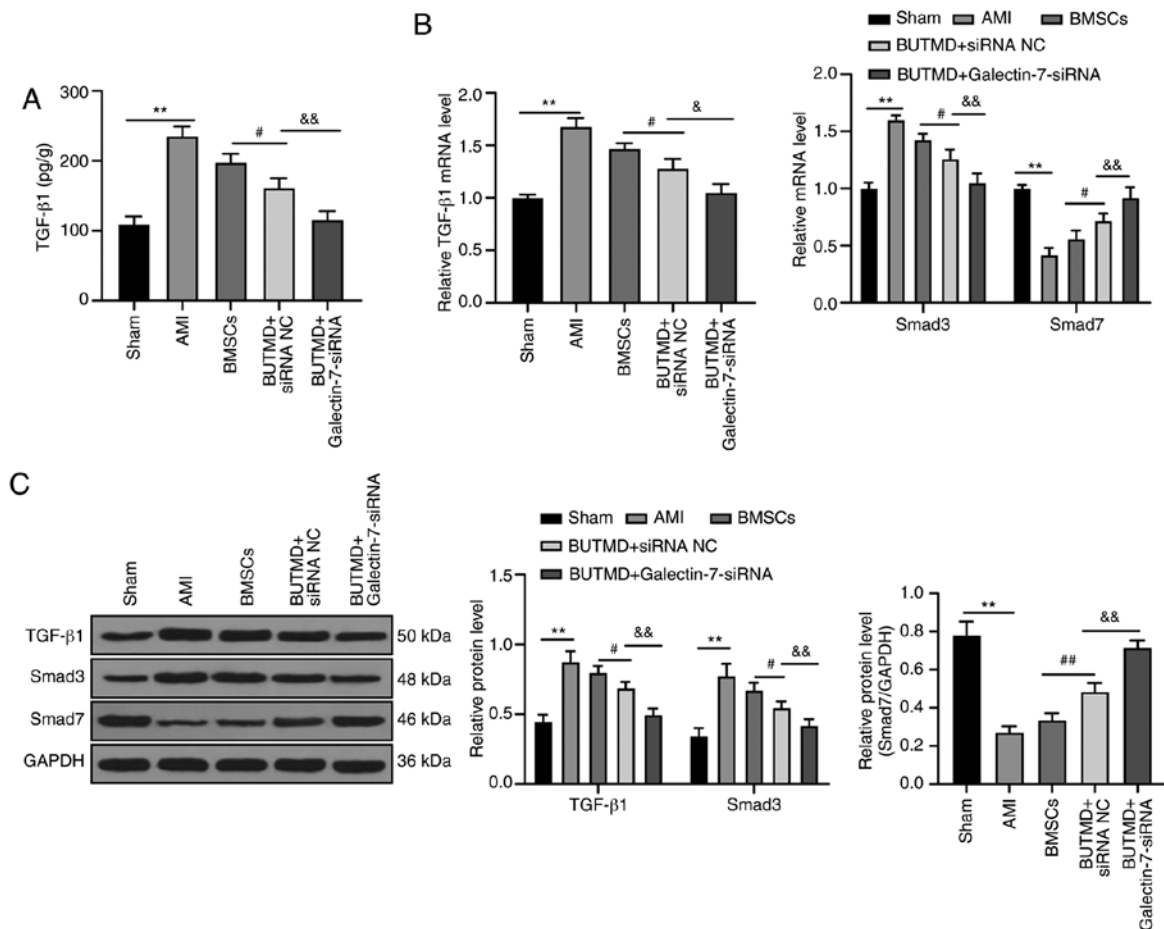 A
TGF-β1 (pg/g)
300
200
100
0
**
#
&&
Sham
AMI
BMSCs
BUTMD+
siRNA NC
BUTMD+
Galectin-7-siRNA
B
Relative TGF-β1 mRNA level
2.0
1.5
1.0
0.5
0.0
**
#
&
Sham
AMI
BMSCs
BUTMD+
siRNA NC
BUTMD+
Galectin-7-siRNA
Sham AMI BMSCs
BUTMD+siRNA NC
BUTMD+Galectin-7-siRNA
Relative mRNA level
2.0
1.5
1.0
0.5
0.0
**
#
&&
**
#
&&
Smad3 Smad7
C
Sham
AMI
BMSCs
BUTMD+
siRNA NC
BUTMD+
Galectin-7-siRNA
TGF-β1 50 kDa
Smad3 48 kDa
Smad7 46 kDa
GAPDH 36 kDa
Sham AMI BMSCs
BUTMD+siRNA NC
BUTMD+Galectin-7-siRNA
Relative protein level
1.5
1.0
0.5
0.0
**
#
&&
**
#
&&
TGF-β1 Smad3
Relative protein level
(Smad7/GAPDH)
1.0
0.8
0.6
0.4
0.2
0.0
**
##
&&
Sham
AMI
BMSCs
BUTMD+
siRNA NC
BUTMD+
Galectin-7-siRNA